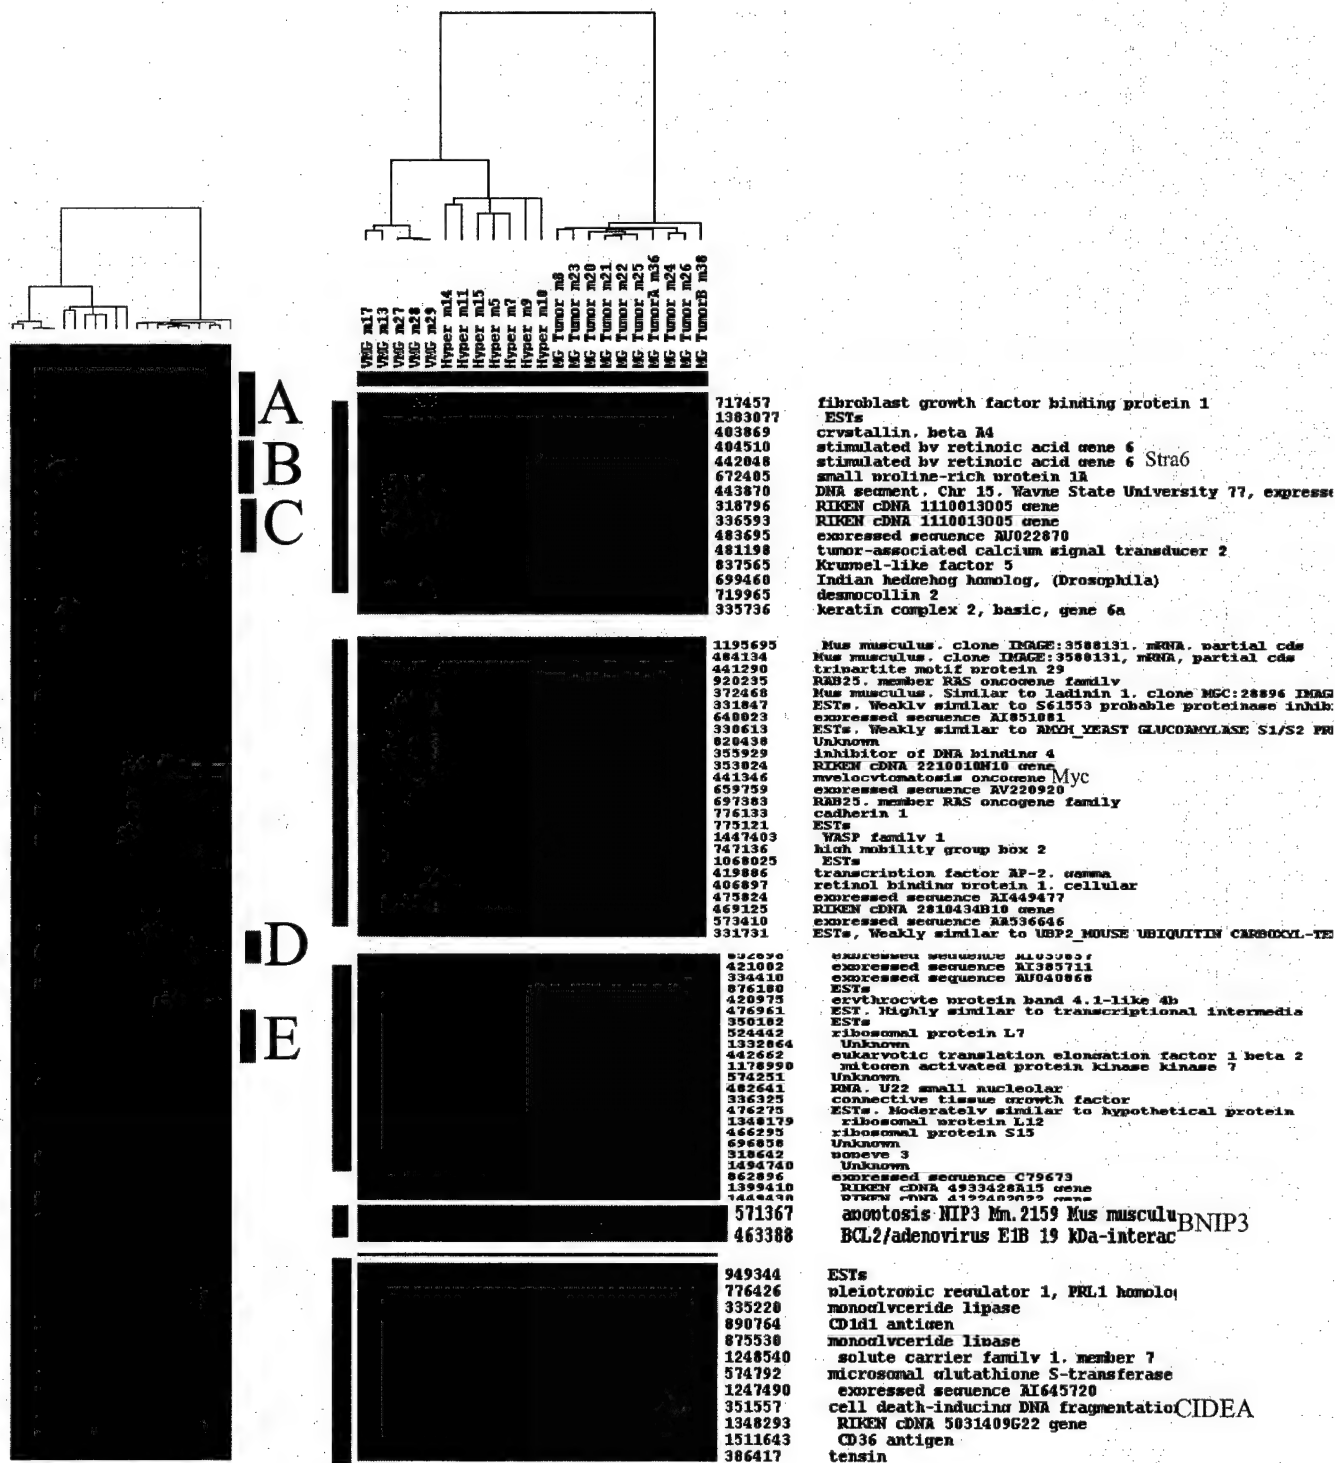 VMG m17
VMG m13
VMG m27
VMG m28
VMG m29
Hyper m14
Hyper m11
Hyper m15
Hyper m5
Hyper m7
Hyper m9
Hyper m10
MG Tumor m8
MG Tumor m23
MG Tumor m20
MG Tumor m21
MG Tumor m22
MG Tumor m25
MG TumorA m36
MG Tumor m24
MG Tumor m26
MG TumorB m38
A
B
C
D
E
717457 fibroblast growth factor binding protein 1
1383077 ESTs
403869 crystallin, beta A4
404510 stimulated by retinoic acid gene 6
442048 stimulated by retinoic acid gene 6 Stra6
672405 small proline-rich protein 1A
443870 DNA segment, Chr 15, Wayne State University 77, expresse
318796 RIKEN cDNA 1110013O05 gene
336593 RIKEN cDNA 1110013O05 gene
483695 expressed sequence AU022870
481198 tumor-associated calcium signal transducer 2
837565 Kruppel-like factor 5
699460 Indian hedgehog homolog, (Drosophila)
719965 desmocollin 2
335736 keratin complex 2, basic, gene 6a
1195695 Mus musculus, clone IMAGE:3588131, mRNA, partial cds
484134 Mus musculus, clone IMAGE:3588131, mRNA, partial cds
441290 tripartite motif protein 29
920235 RAB25, member RAS oncogene family
372468 Mus musculus, Similar to ladinin 1, clone MGC:28896 IMAG
331847 ESTs, Weakly similar to S61553 probable proteinase inhib
640023 expressed sequence AI851081
330613 ESTs, Weakly similar to AMYH_YEAST GLUCOAMYLASE S1/S2 PR
820438 Unknown
355929 inhibitor of DNA binding 4
353024 RIKEN cDNA 2210010N10 gene
441346 myelocytomatosis oncogene Myc
659759 expressed sequence AV220920
697383 RAB25, member RAS oncogene family
776133 cadherin 1
775121 ESTs
1447403 WASP family 1
747136 high mobility group box 2
1068025 ESTs
419886 transcription factor AP-2, gamma
406897 retinol binding protein 1, cellular
475824 expressed sequence AI449477
469125 RIKEN cDNA 2810434B10 gene
573410 expressed sequence AA536646
331731 ESTs, Weakly similar to UBP2_MOUSE UBIQUITIN CARBOXYL-TE
expressed sequence
421002 expressed sequence AI385711
334410 expressed sequence AU040868
876180 ESTs
420975 erythrocyte protein band 4.1-like 4b
476961 EST, Highly similar to transcriptional intermedia
350182 ESTs
524442 ribosomal protein L7
1332864 Unknown
442662 eukaryotic translation elongation factor 1 beta 2
1178990 mitogen activated protein kinase kinase 7
574251 Unknown
482641 RNA, U22 small nucleolar
336325 connective tissue growth factor
476275 ESTs, Moderately similar to hypothetical protein
1348179 ribosomal protein L12
466295 ribosomal protein S15
696858 Unknown
318642 popeye 3
1494740 Unknown
862896 expressed sequence C79673
1399410 RIKEN cDNA 4933428A15 gene
RIKEN cDNA gene
571367 apoptosis NIP3 Mm.2159 Mus musculu BNIP3
463388 BCL2/adenovirus E1B 19 kDa-interac
949344 ESTs
776426 pleiotropic regulator 1, PRL1 homolo
335220 monoglyceride lipase
890764 CD1d1 antigen
875530 monoglyceride lipase
1248540 solute carrier family 1, member 7
574792 microsomal glutathione S-transferase
1247490 expressed sequence AI645720
351557 cell death-inducing DNA fragmentatio CIDEA
1348293 RIKEN cDNA 5031409G22 gene
1511643 CD36 antigen
386417 tensin